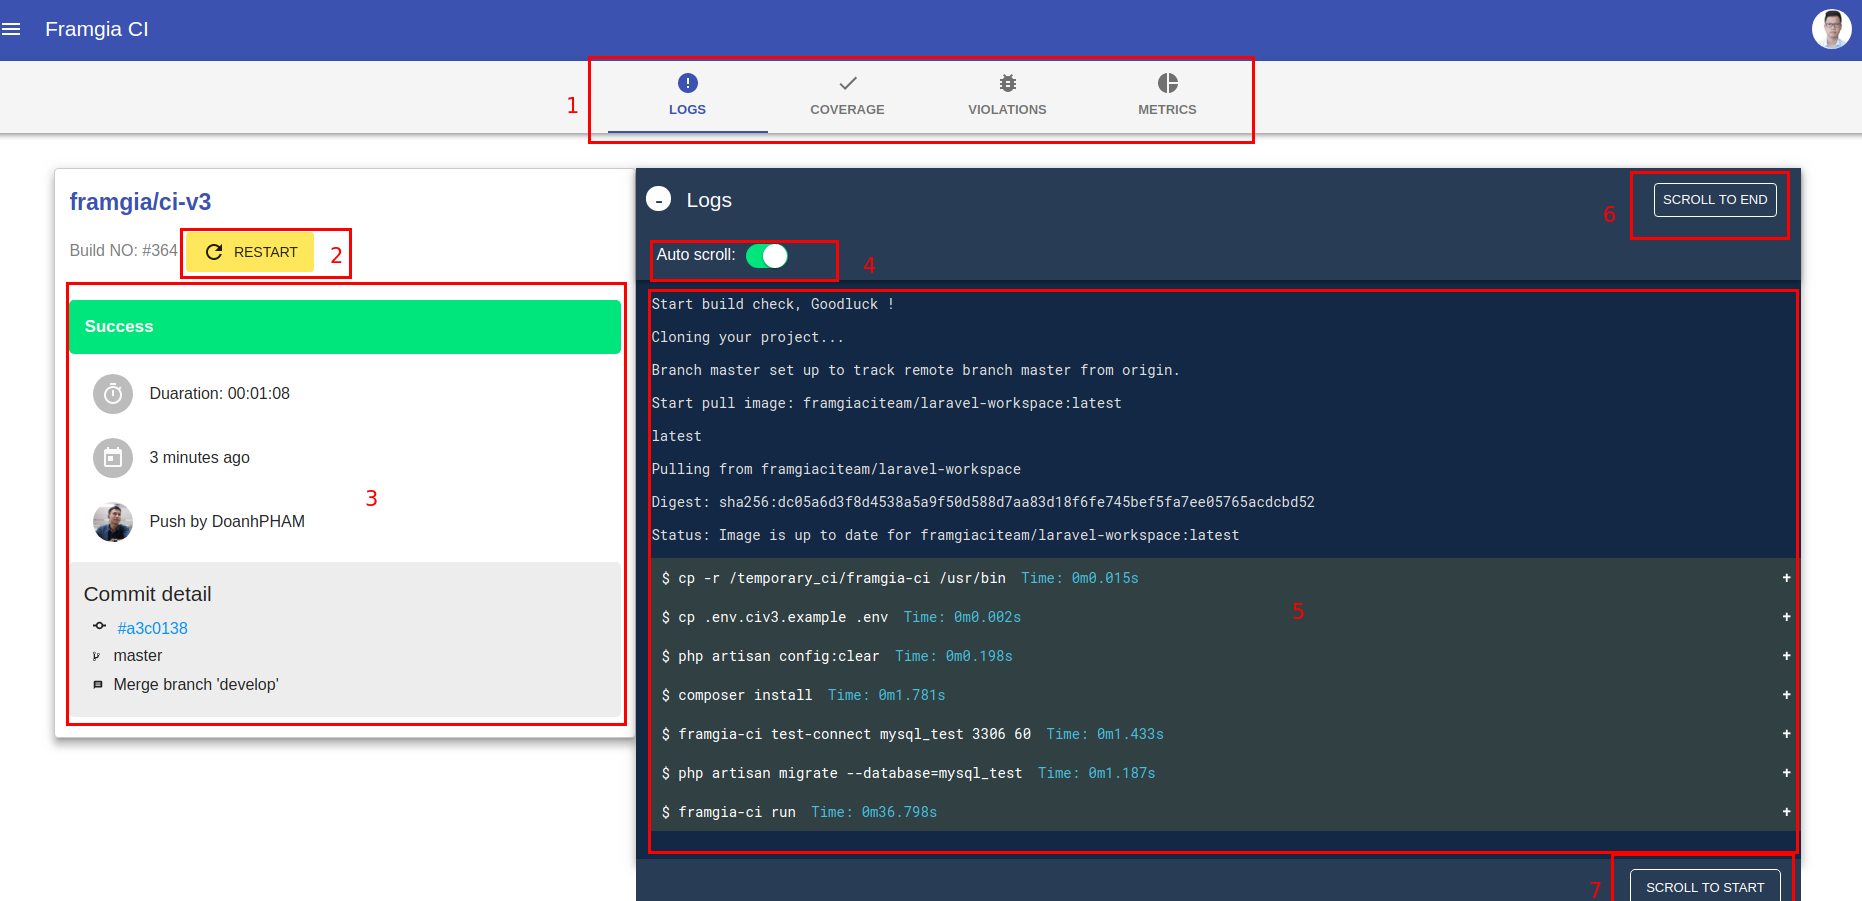 Framgia CI
1
LOGS
COVERAGE
VIOLATIONS
METRICS
framgia/ci-v3
Build NO: #364
RESTART
2
Success
Duaration: 00:01:08
3 minutes ago
3
Push by DoanhPHAM
Commit detail
#a3c0138
master
Merge branch 'develop'
- Logs
SCROLL TO END
6
Auto scroll:
4
Start build check, Goodluck !
Cloning your project...
Branch master set up to track remote branch master from origin.
Start pull image: framgiaciteam/laravel-workspace:latest
latest
Pulling from framgiaciteam/laravel-workspace
Digest: sha256:dc05a6d3f8d4538a5a9f50d588d7aa83d18f6fe745bef5fa7ee05765acdcbd52
Status: Image is up to date for framgiaciteam/laravel-workspace:latest
$ cp -r /temporary_ci/framgia-ci /usr/bin Time: 0m0.015s +
5
$ cp .env.civ3.example .env Time: 0m0.002s +
$ php artisan config:clear Time: 0m0.198s +
$ composer install Time: 0m1.781s +
$ framgia-ci test-connect mysql_test 3306 60 Time: 0m1.433s +
$ php artisan migrate --database=mysql_test Time: 0m1.187s +
$ framgia-ci run Time: 0m36.798s +
7
SCROLL TO START